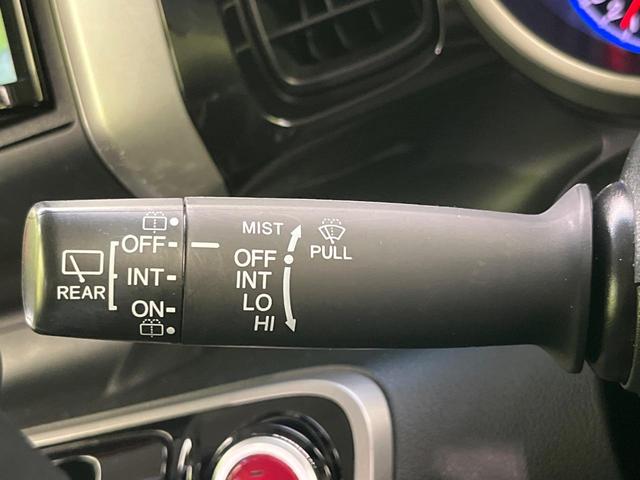 REAR
OFF
INT
ON
MIST
OFF
INT
LO
HI
PULL